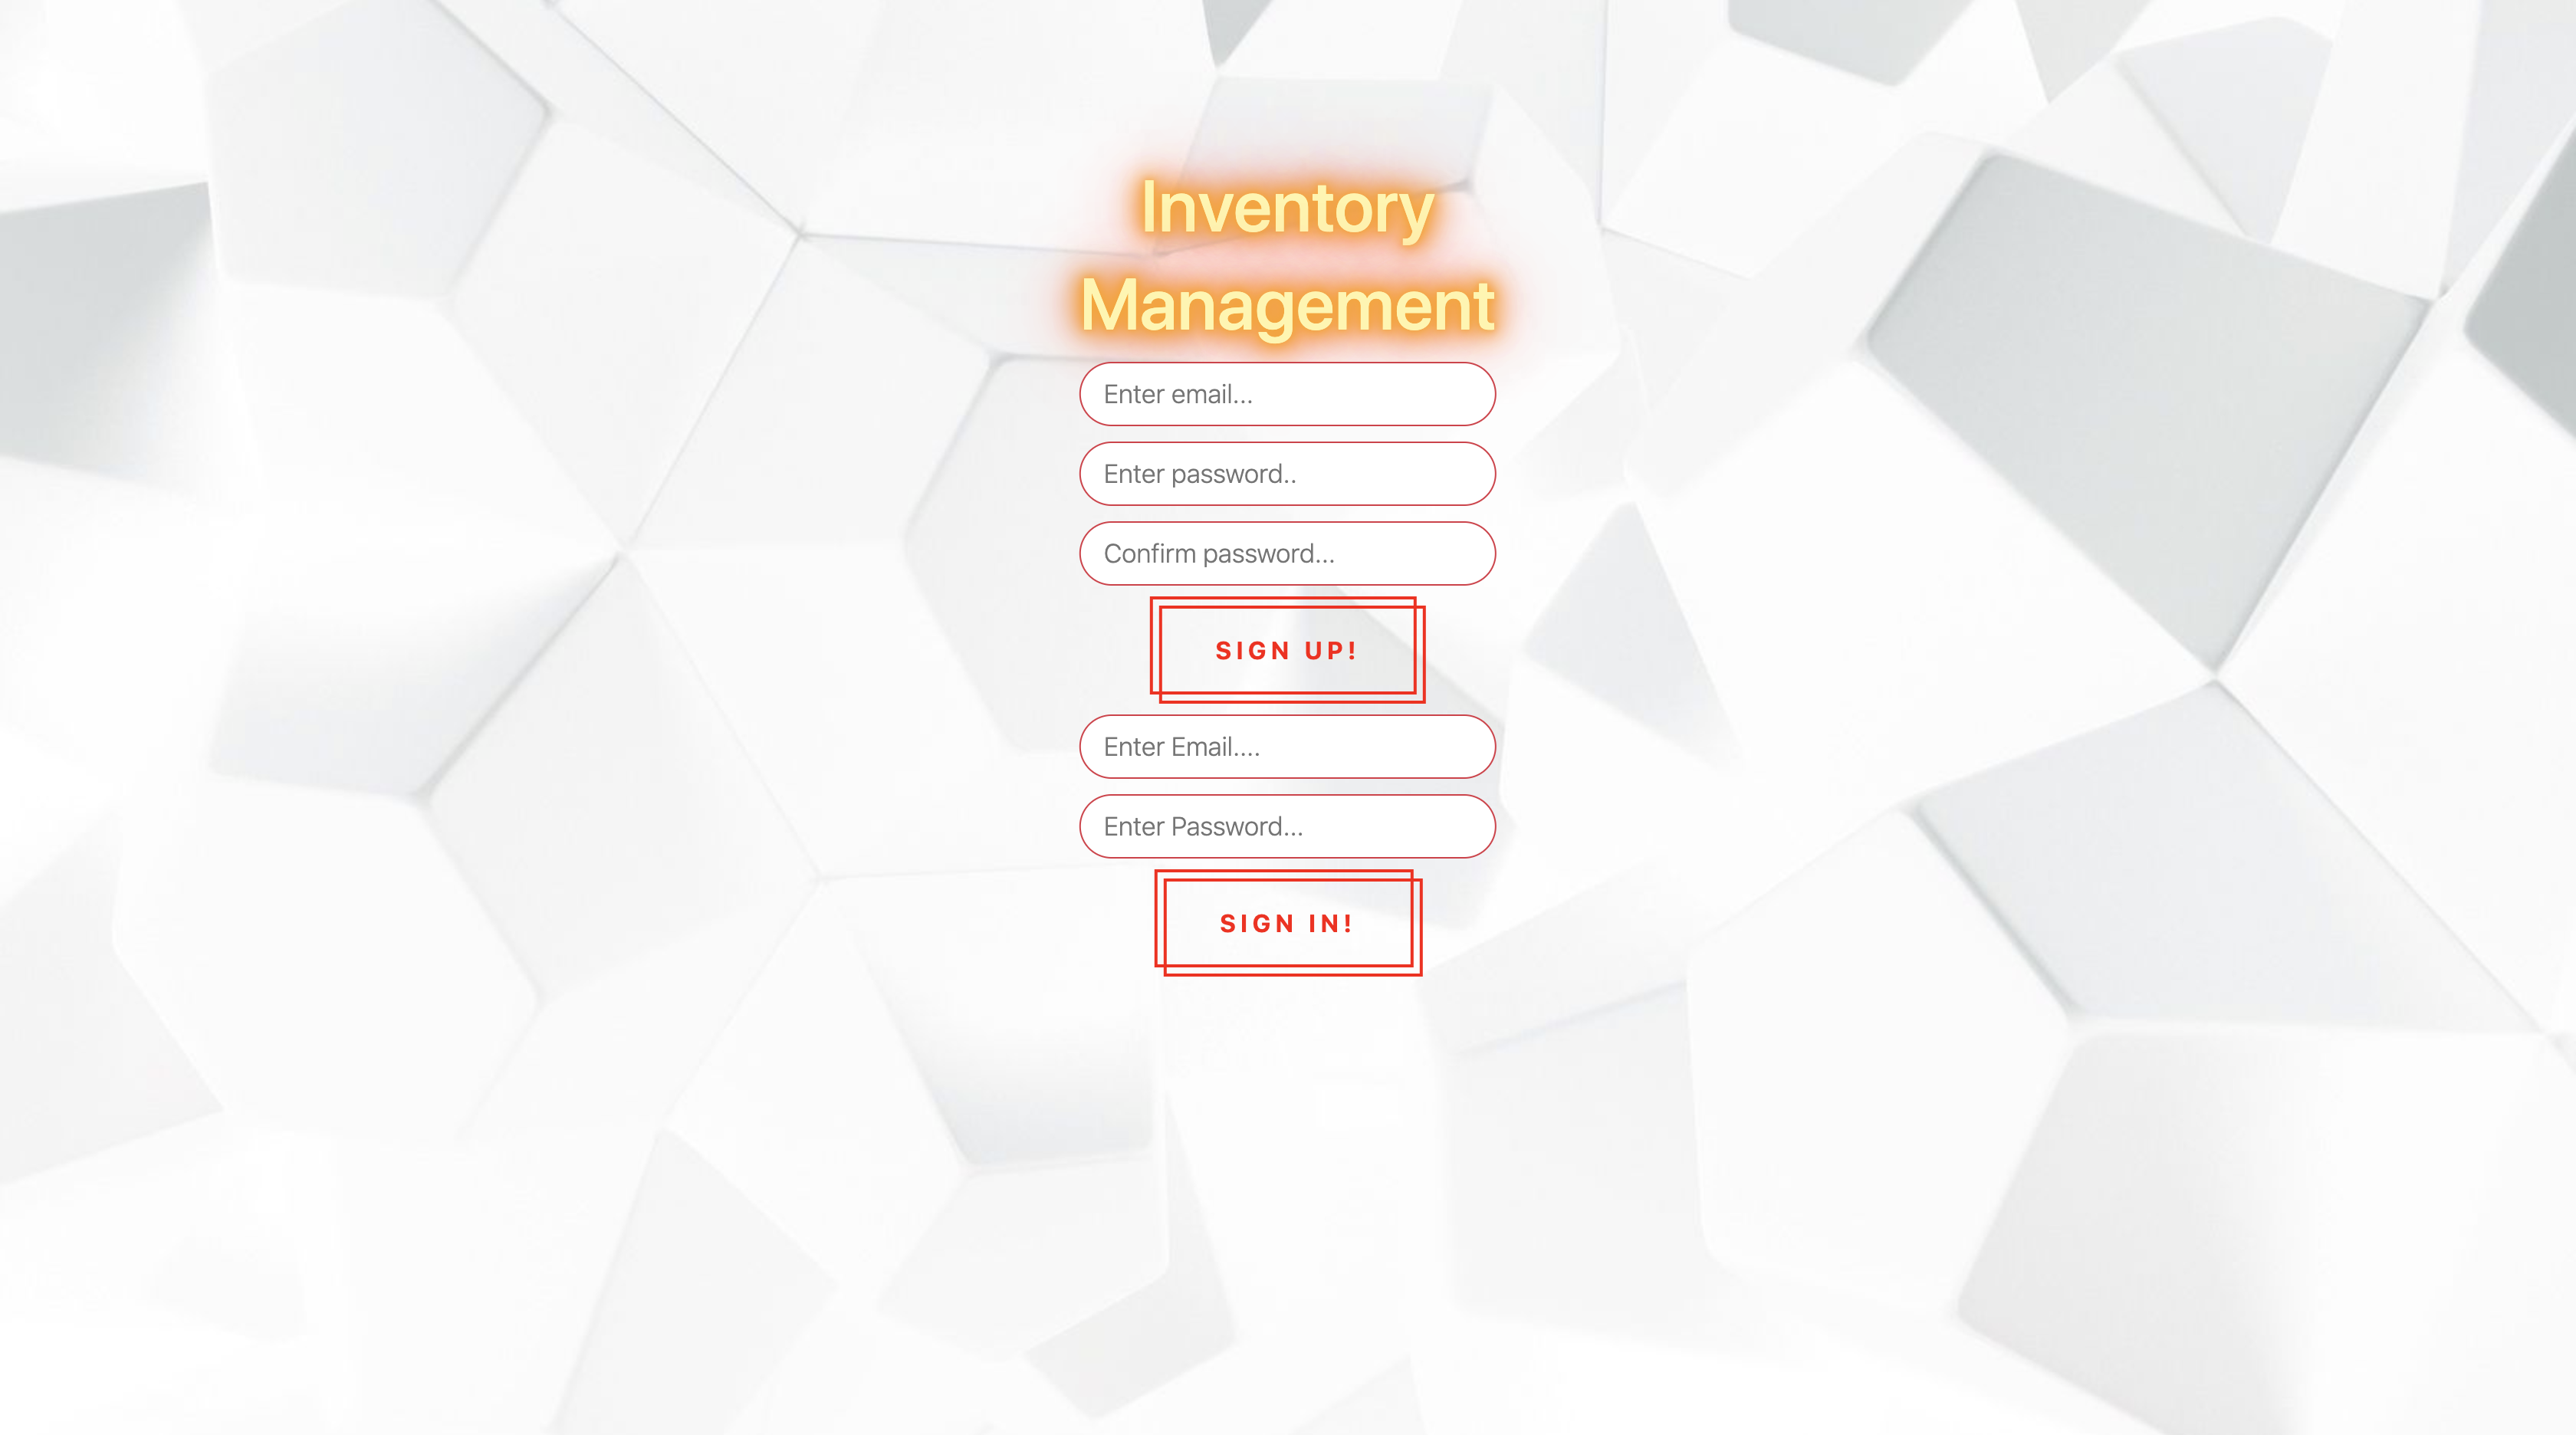 Inventory
Management
Enter email...
Enter password..
Confirm password...
SIGN UP!
Enter Email....
Enter Password...
SIGN IN!